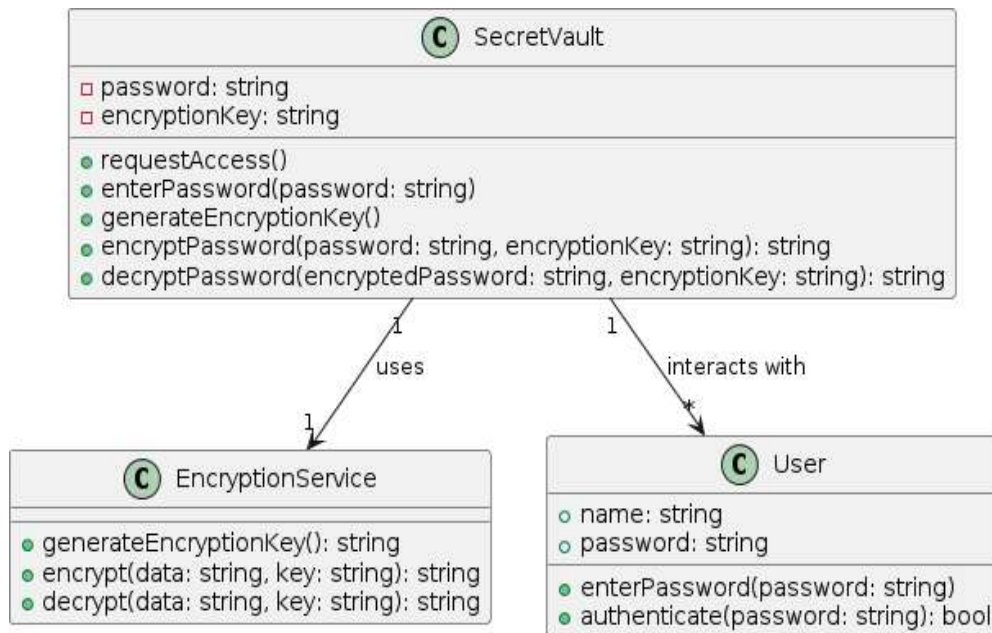 C SecretVault
password: string
encryptionKey: string
requestAccess()
enterPassword(password: string)
generateEncryptionKey()
encryptPassword(password: string, encryptionKey: string): string
decryptPassword(encryptedPassword: string, encryptionKey: string): string
1
1
uses
interacts with
1
*
C EncryptionService
generateEncryptionKey(): string
encrypt(data: string, key: string): string
decrypt(data: string, key: string): string
C User
name: string
password: string
enterPassword(password: string)
authenticate(password: string): bool